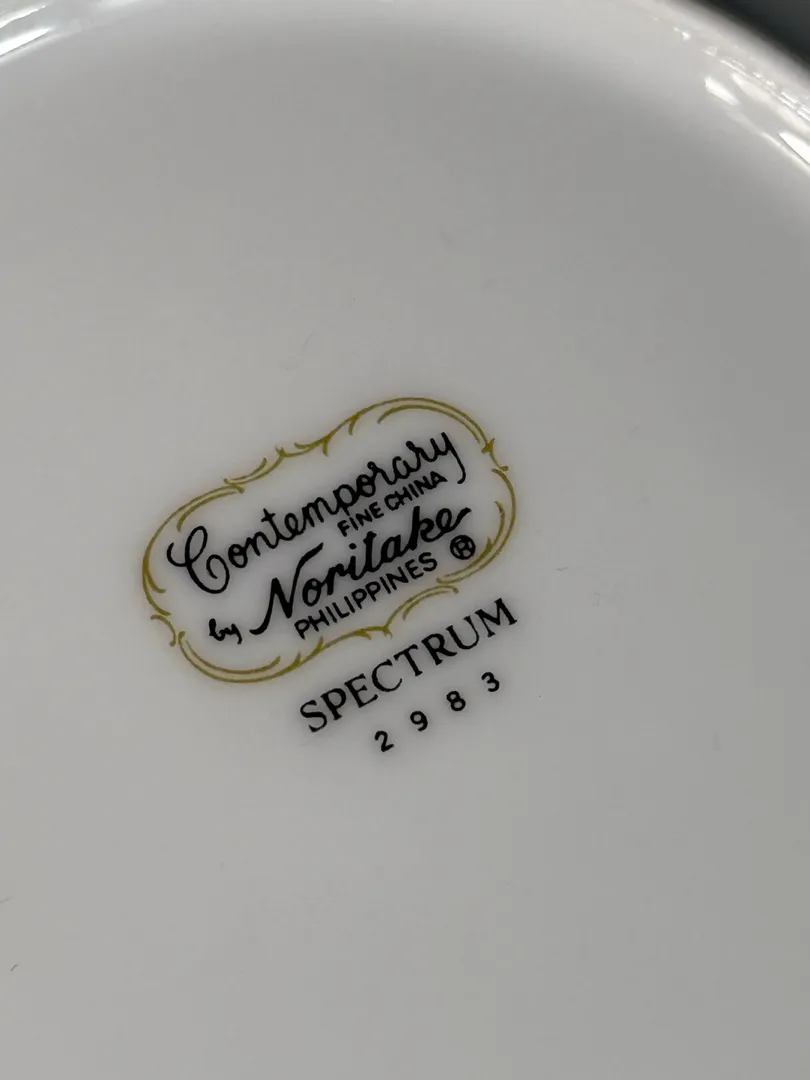 Contemporary
FINE CHINA
by Noritake ®
PHILIPPINES
SPECTRUM
2983